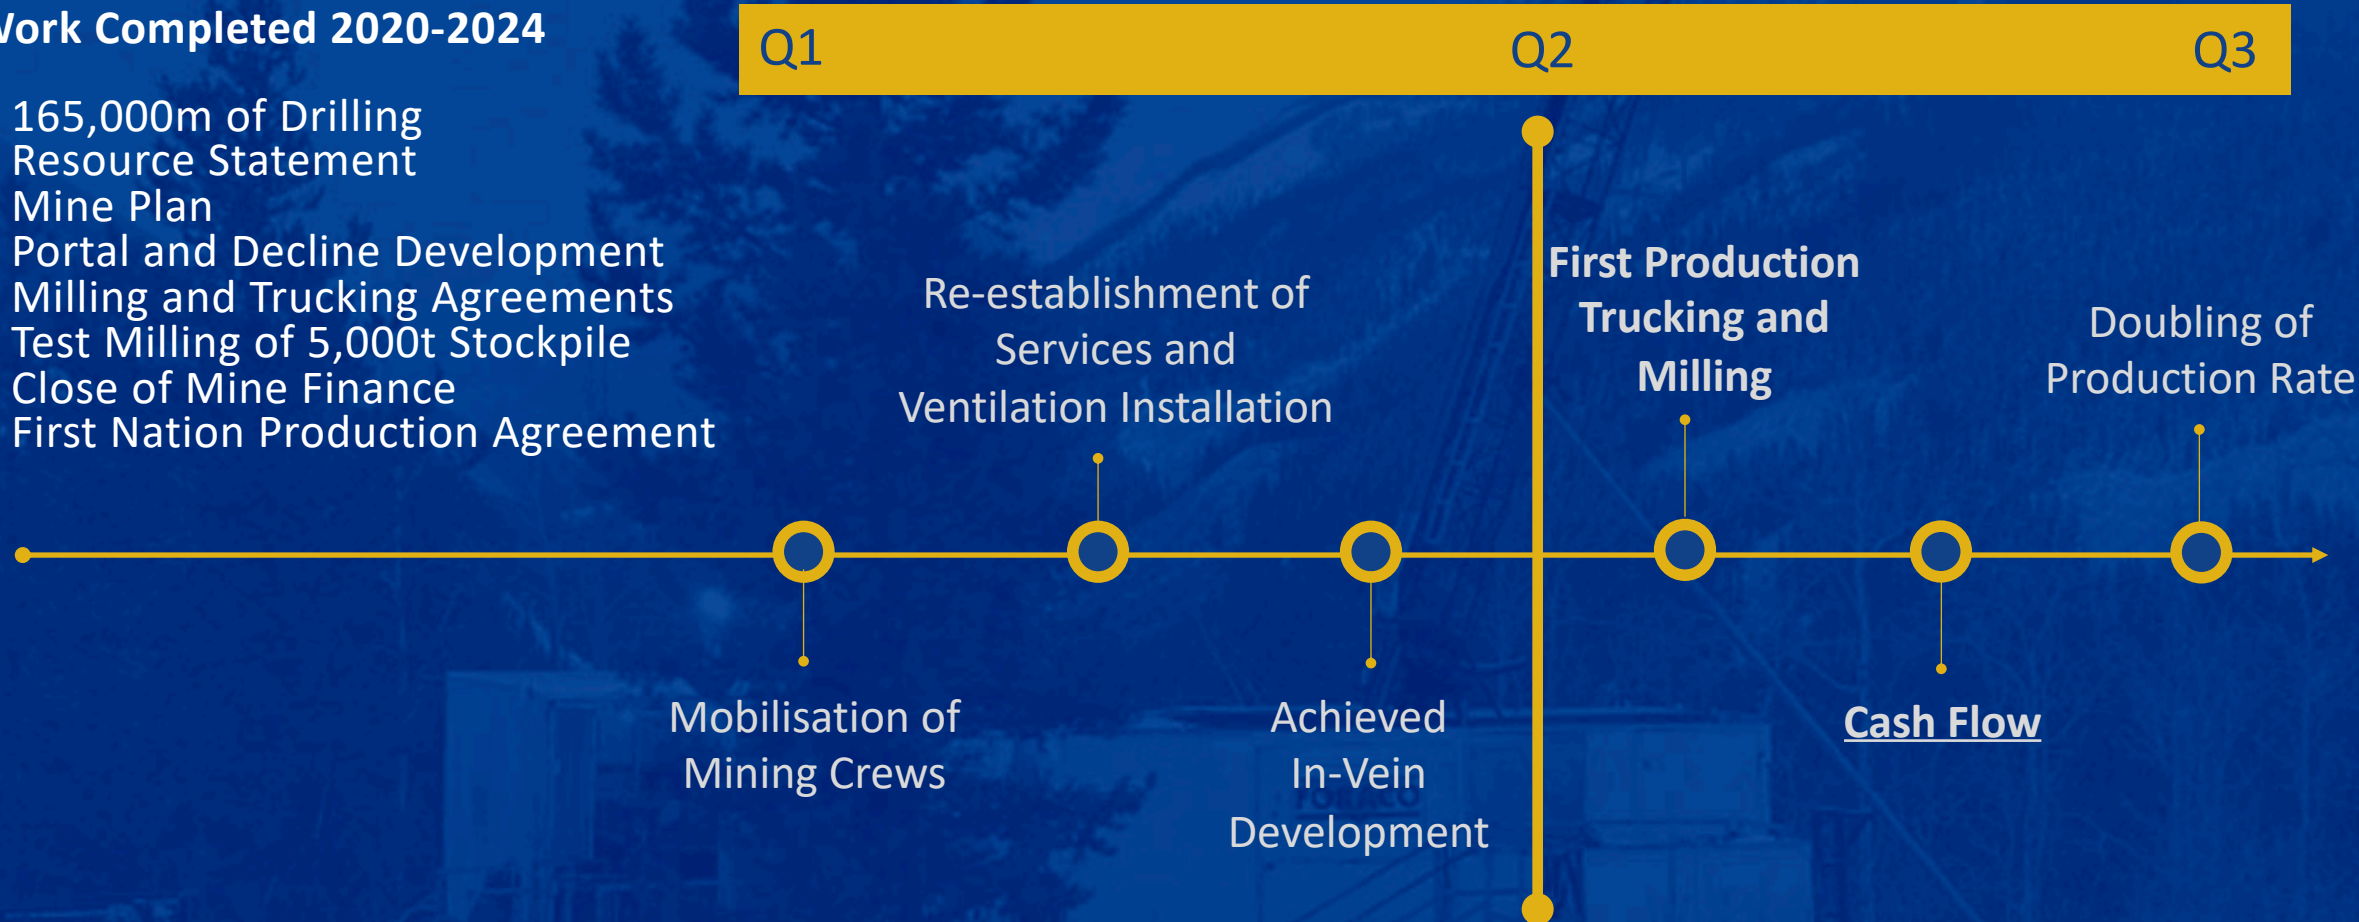 Work Completed 2020-2024
165,000m of Drilling
Resource Statement
Mine Plan
Portal and Decline Development
Milling and Trucking Agreements
Test Milling of 5,000t Stockpile
Close of Mine Finance
First Nation Production Agreement
Q1
Q2
Q3
Mobilisation of
Mining Crews
Re-establishment of
Services and
Ventilation Installation
Achieved
In-Vein
Development
First Production
Trucking and
Milling
Cash Flow
Doubling of
Production Rate
FORACO